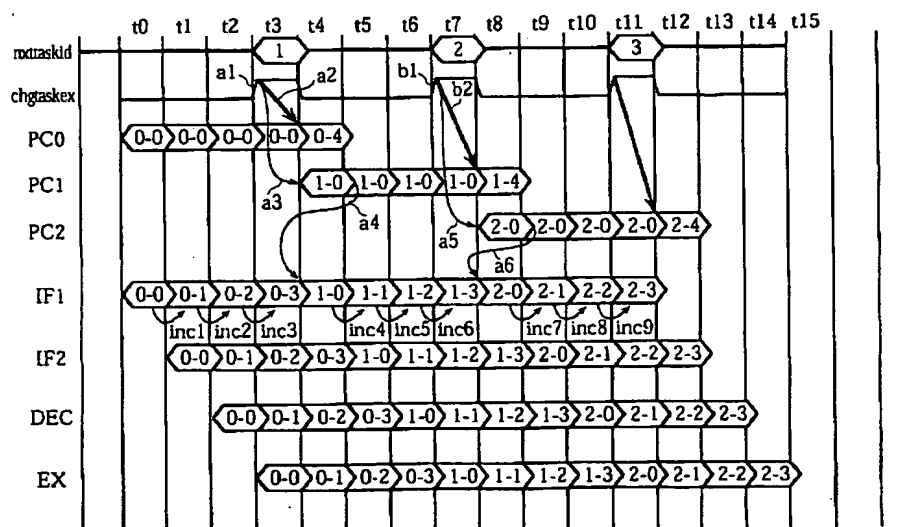 t0 t1 t2 t3 t4 t5 t6 t7 t8 t9 t10 t11 t12 t13 t14 t15
nxttaskid 1 2 3
a1 a2 b1 b2
chgtaskex
PC0 0-0 0-0 0-0 0-0 0-4
PC1 1-0 1-0 1-0 1-0 1-4
a3 a4 a5
PC2 2-0 2-0 2-0 2-0 2-4
a6
IF1 0-0 0-1 0-2 0-3 1-0 1-1 1-2 1-3 2-0 2-1 2-2 2-3
inc1 inc2 inc3 inc4 inc5 inc6 inc7 inc8 inc9
IF2 0-0 0-1 0-2 0-3 1-0 1-1 1-2 1-3 2-0 2-1 2-2 2-3
DEC 0-0 0-1 0-2 0-3 1-0 1-1 1-2 1-3 2-0 2-1 2-2 2-3
EX 0-0 0-1 0-2 0-3 1-0 1-1 1-2 1-3 2-0 2-1 2-2 2-3